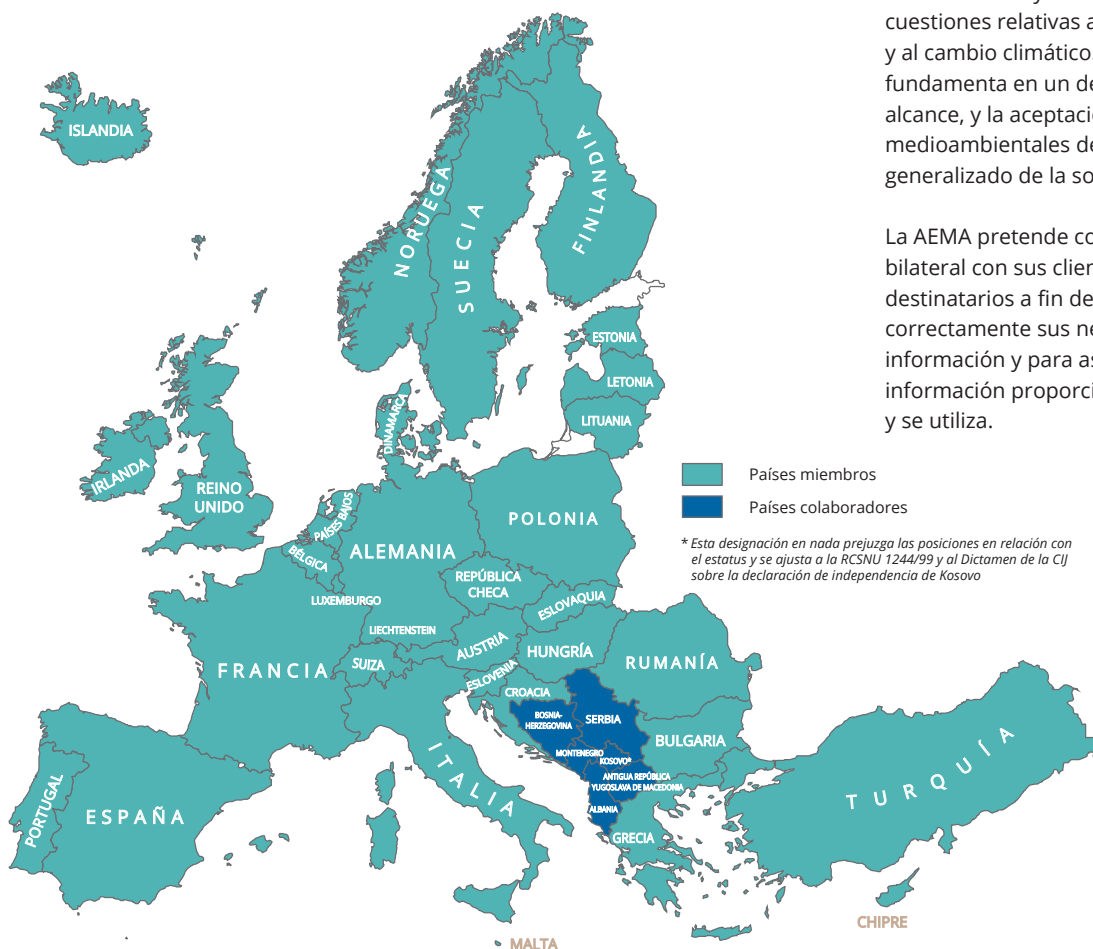 cuestiones relativas a
y al cambio climático
fundamenta en un de
alcance, y la aceptació
medioambientales de
generalizado de la so
La AEMA pretende co
bilateral con sus clien
destinatarios a fin de
correctamente sus ne
información y para as
información proporci
y se utiliza.
Países miembros
Países colaboradores
* Esta designación en nada prejuzga las posiciones en relación con
el estatus y se ajusta a la RCSNU 1244/99 y al Dictamen de la CIJ
sobre la declaración de independencia de Kosovo
ISLANDIA
NORUEGA
SUECIA
FINLANDIA
ESTONIA
LETONIA
LITUANIA
DINAMARCA
IRLANDA
REINO
UNIDO
PAÍSES BAJOS
BÉLGICA
ALEMANIA
POLONIA
REPÚBLICA
CHECA
LUXEMBURGO
ESLOVAQUIA
LIECHTENSTEIN
AUSTRIA
HUNGRÍA
RUMANÍA
FRANCIA
SUIZA
ESLOVENIA
CROACIA
BOSNIA-
HERZEGOVINA
SERBIA
BULGARIA
MONTENEGRO
KOSOVO*
ITALIA
ANTIGUA REPÚBLICA
YUGOSLAVA DE MACEDONIA
ALBANIA
GRECIA
TURQUÍA
PORTUGAL
ESPAÑA
CHIPRE
MALTA